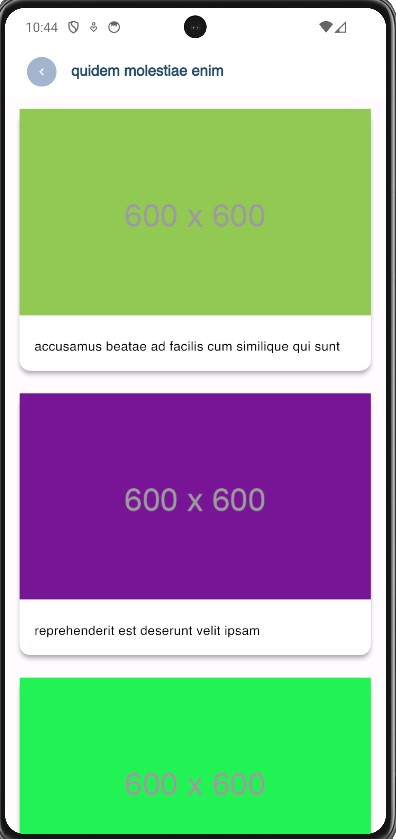 10:44
quidem molestiae enim
600 x 600
accusamus beatae ad facilis cum similique qui sunt
600 x 600
reprehenderit est deserunt velit ipsam
600 x 600